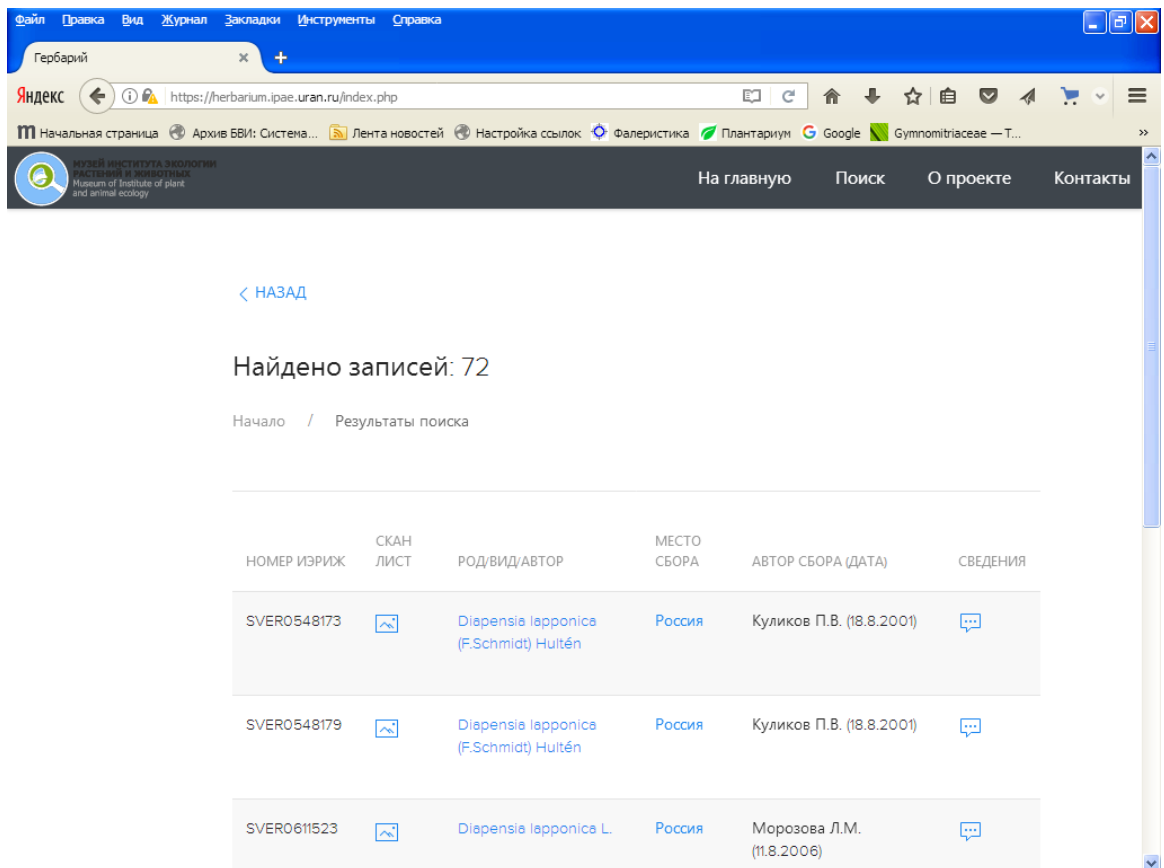 Файл Правка Вид Журнал Закладки Инструменты Справка
Гербарий
Яндекс https://herbarium.ipae.uran.ru/index.php
Начальная страница Архив БВИ: Система... Лента новостей Настройка ссылок Фалеристика Плантариум Google Gymnomitriaceae — Т... »
МУЗЕЙ ИНСТИТУТА ЭКОЛОГИИ
РАСТЕНИЙ И ЖИВОТНЫХ
Museum of Institute of plant
and animal ecology
На главную Поиск О проекте Контакты
НАЗАД
Найдено записей: 72
Начало / Результаты поиска
НОМЕР ИЭРИЖ СКАН ЛИСТ РОД/ВИД/АВТОР МЕСТО СБОРА АВТОР СБОРА (ДАТА) СВЕДЕНИЯ
SVER0548173 Diapensia lapponica Россия Куликов П.В. (18.8.2001)
(F.Schmidt) Hultén
SVER0548179 Diapensia lapponica Россия Куликов П.В. (18.8.2001)
(F.Schmidt) Hultén
SVER0611523 Diapensia lapponica L. Россия Морозова Л.М.
(11.8.2006)